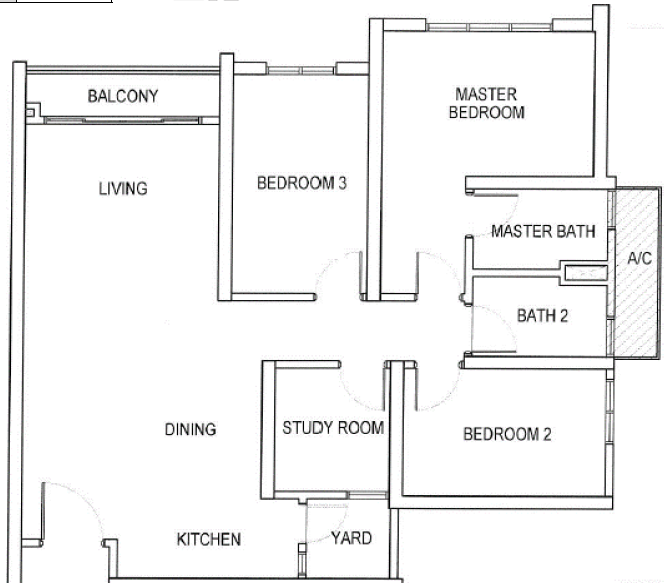 BALCONY
MASTER
BEDROOM
LIVING
BEDROOM 3
MASTER BATH
A/C
BATH 2
DINING
STUDY ROOM
BEDROOM 2
KITCHEN
YARD